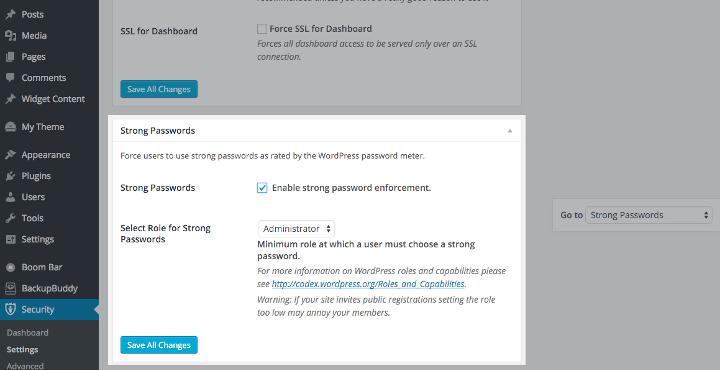 Posts
Media
Pages
Comments
Widget Content
My Theme
Appearance
Plugins
Users
Tools
Settings
Boom Bar
BackupBuddy
Security
Dashboard
Settings
Advanced
SSL for Dashboard
Force SSL for Dashboard
Forces all dashboard access to be served only over an SSL
connection.
Save All Changes
Strong Passwords
Force users to use strong passwords as rated by the WordPress password meter.
Strong Passwords
Enable strong password enforcement.
Select Role for Strong
Passwords
Administrator
Minimum role at which a user must choose a strong
password.
For more information on WordPress roles and capabilities please
see http://codex.wordpress.org/Roles_and_Capabilities.
Warning: If your site invites public registrations setting the role
too low may annoy your members.
Save All Changes
Go to Strong Passwords